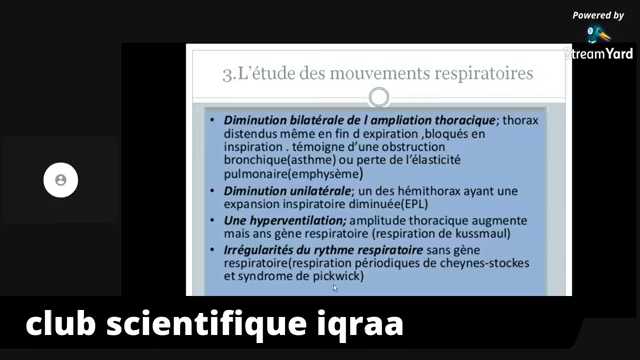 Powered by
StreamYard
3.L'étude des mouvements respiratoires
• Diminution bilatérale de l ampliation thoracique; thorax
distendus même en fin d expiration ,bloqués en
inspiration . témoigne d'une obstruction
bronchique(asthme) ou perte de l'élasticité
pulmonaire(emphysème)
• Diminution unilatérale; un des hémithorax ayant une
expansion inspiratoire diminuée(EPL)
• Une hyperventilation; amplitude thoracique augmente
mais ans gène respiratoire (respiration de kussmaul)
• Irrégularités du rythme respiratoire sans gène
respiratoire(respiration périodiques de cheynes-stockes
et syndrome de pickwick)
club scientifique iqraa